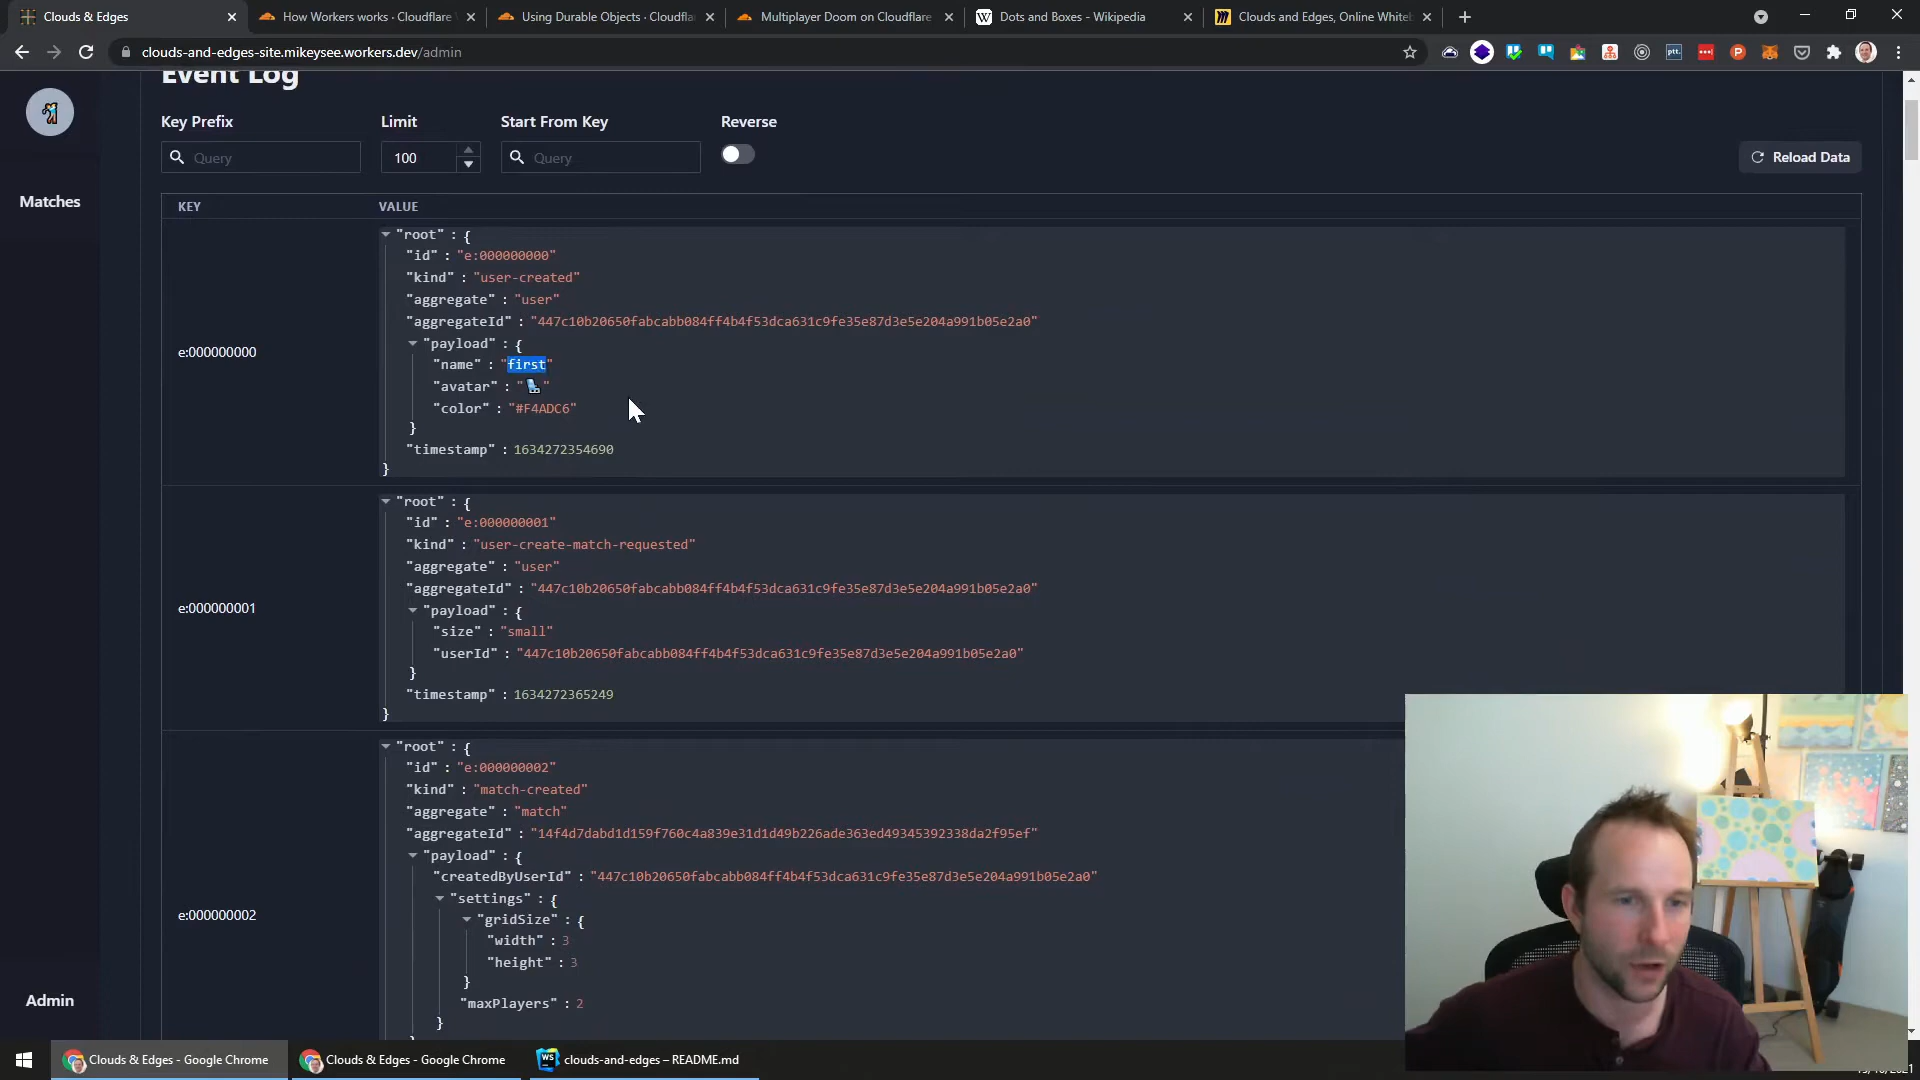 Clouds & Edges
How Workers works · Cloudflare
Using Durable Objects · Cloudfla
Multiplayer Doom on Cloudflare
Dots and Boxes - Wikipedia
Clouds and Edges, Online Whiteb
clouds-and-edges-site.mikeysee.workers.dev/admin
Event Log
Key Prefix
Limit
Start From Key
Reverse
Query
100
Query
Reload Data
Matches
KEY
VALUE
e:000000000
"root" : {
"id" : "e:000000000"
"kind" : "user-created"
"aggregate" : "user"
"aggregateId" : "447c10b20650fabcabb084ff4b4f53dca631c9fe35e87d3e5e204a991b05e2a0"
"payload" : {
"name" : "first"
"avatar" : " "
"color" : "#F4ADC6"
}
"timestamp" : 1634272354690
}
e:000000001
"root" : {
"id" : "e:000000001"
"kind" : "user-create-match-requested"
"aggregate" : "user"
"aggregateId" : "447c10b20650fabcabb084ff4b4f53dca631c9fe35e87d3e5e204a991b05e2a0"
"payload" : {
"size" : "small"
"userId" : "447c10b20650fabcabb084ff4b4f53dca631c9fe35e87d3e5e204a991b05e2a0"
}
"timestamp" : 1634272365249
}
e:000000002
"root" : {
"id" : "e:000000002"
"kind" : "match-created"
"aggregate" : "match"
"aggregateId" : "14f4d7dabd1d159f760c4a839e31d1d49b226ade363ed49345392338da2f95ef"
"payload" : {
"createdByUserId" : "447c10b20650fabcabb084ff4b4f53dca631c9fe35e87d3e5e204a991b05e2a0"
"settings" : {
"gridSize" : {
"width" : 3
"height" : 3
}
"maxPlayers" : 2
}
Admin
Clouds & Edges - Google Chrome
Clouds & Edges - Google Chrome
clouds-and-edges – README.md